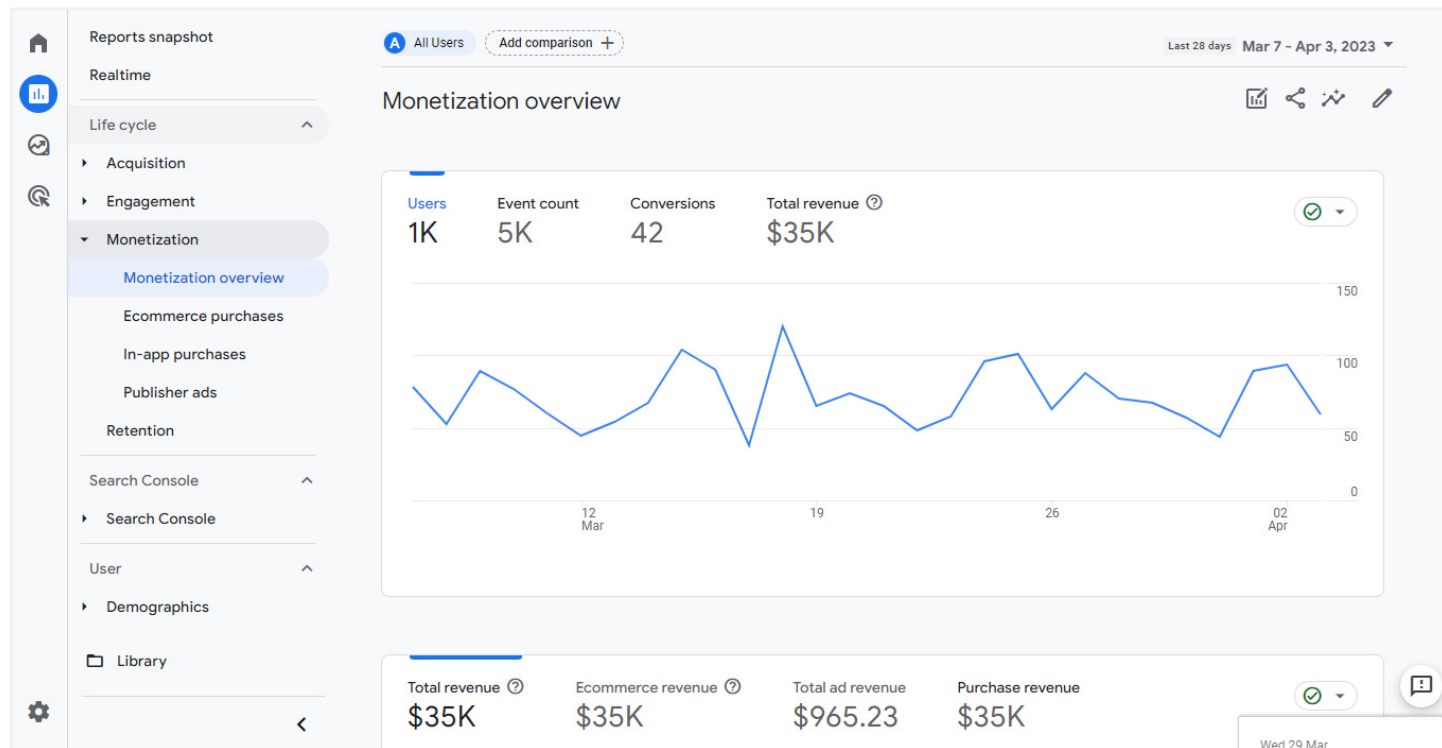 Reports snapshot
Realtime
Life cycle
Acquisition
Engagement
Monetization
Monetization overview
Ecommerce purchases
In-app purchases
Publisher ads
Retention
Search Console
Search Console
User
Demographics
Library
A All Users Add comparison +
Last 28 days Mar 7 - Apr 3, 2023
Monetization overview
Users Event count Conversions Total revenue
1K 5K 42 $35K
150
100
50
0
12 19 26 02
Mar Apr
Total revenue Ecommerce revenue Total ad revenue Purchase revenue
$35K $35K $965.23 $35K
Wed 29 Mar